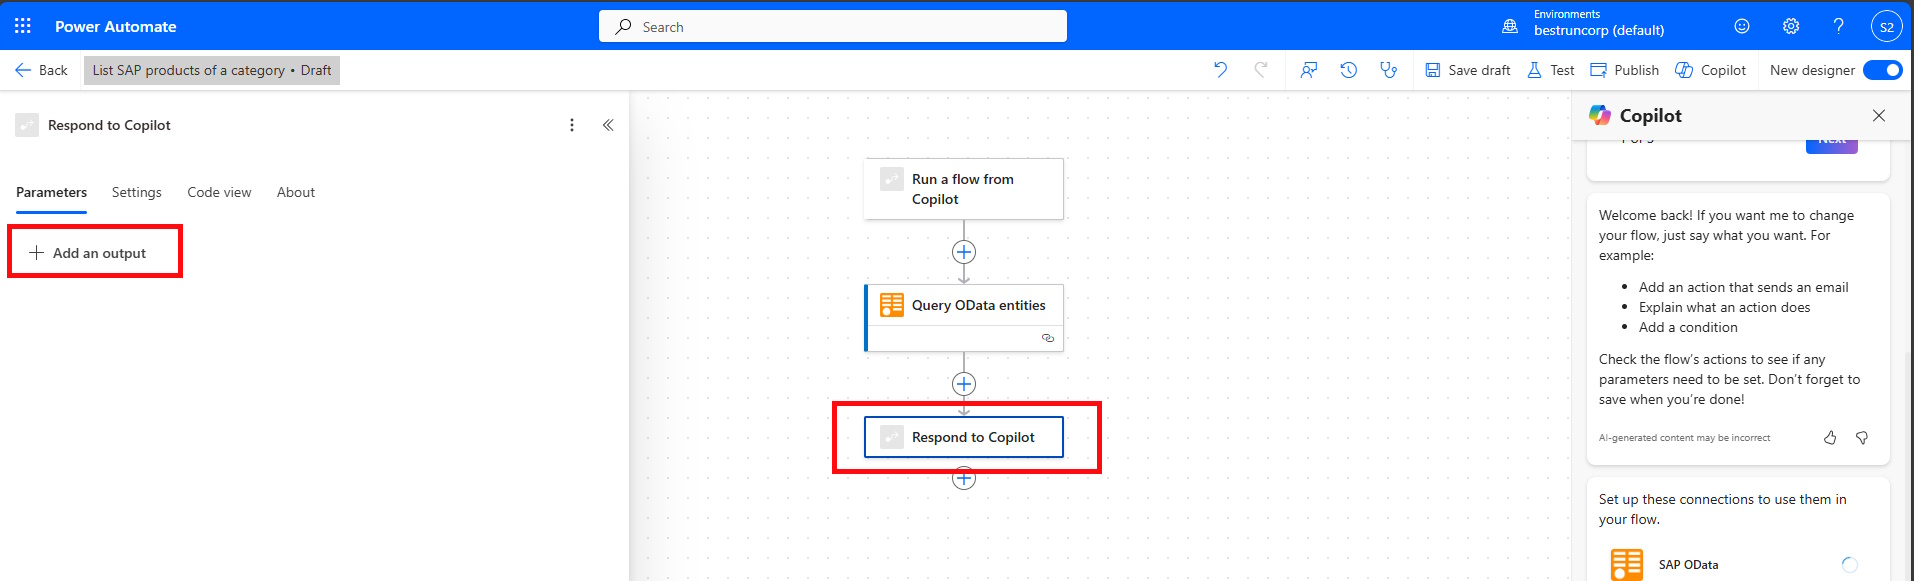 Power Automate
Search
Environments
bestruncorp (default)
?
S2
Back
List SAP products of a category • Draft
Save draft
Test
Publish
Copilot
New designer
Respond to Copilot
Parameters
Settings
Code view
About
+ Add an output
Run a flow from
Copilot
Query OData entities
Respond to Copilot
Copilot
Next
Welcome back! If you want me to change
your flow, just say what you want. For
example:
• Add an action that sends an email
• Explain what an action does
• Add a condition
Check the flow's actions to see if any
parameters need to be set. Don't forget to
save when you're done!
AI-generated content may be incorrect
Set up these connections to use them in
your flow.
SAP OData